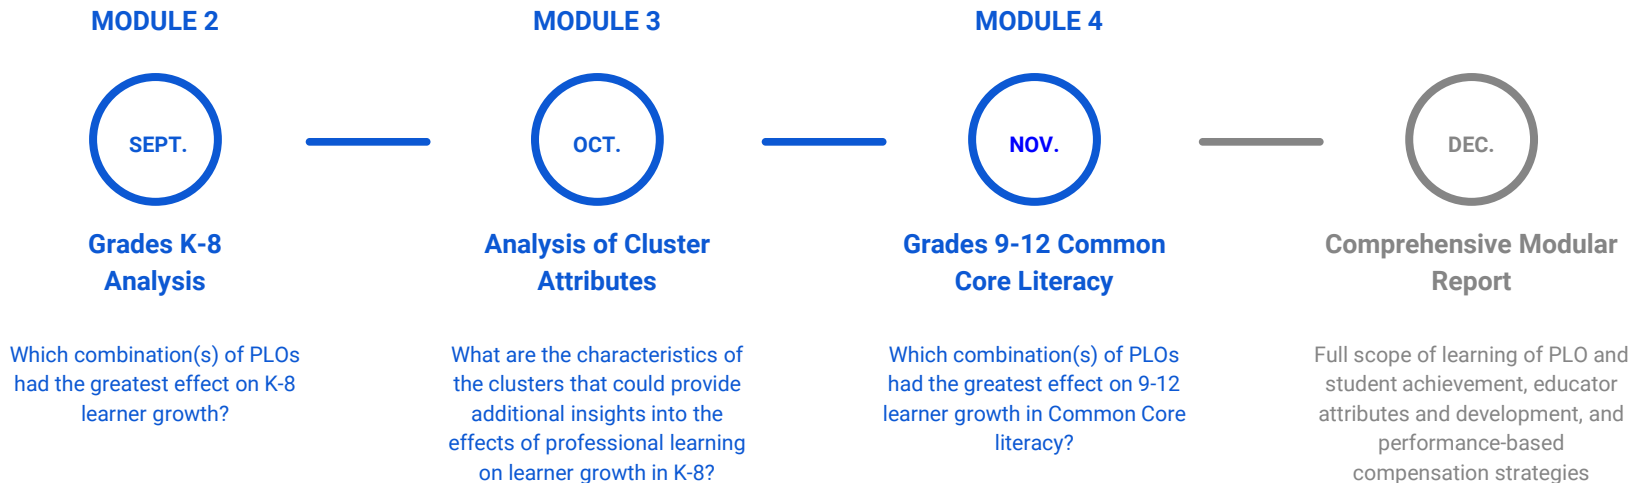 MODULE 2
SEPT.
Grades K-8
Analysis
Which combination(s) of PLOs
had the greatest effect on K-8
learner growth?
MODULE 3
OCT.
Analysis of Cluster
Attributes
What are the characteristics of
the clusters that could provide
additional insights into the
effects of professional learning
on learner growth in K-8?
MODULE 4
NOV.
Grades 9-12 Common
Core Literacy
Which combination(s) of PLOs
had the greatest effect on 9-12
learner growth in Common Core
literacy?
DEC.
Comprehensive Modular
Report
Full scope of learning of PLO and
student achievement, educator
attributes and development, and
performance-based
compensation strategies